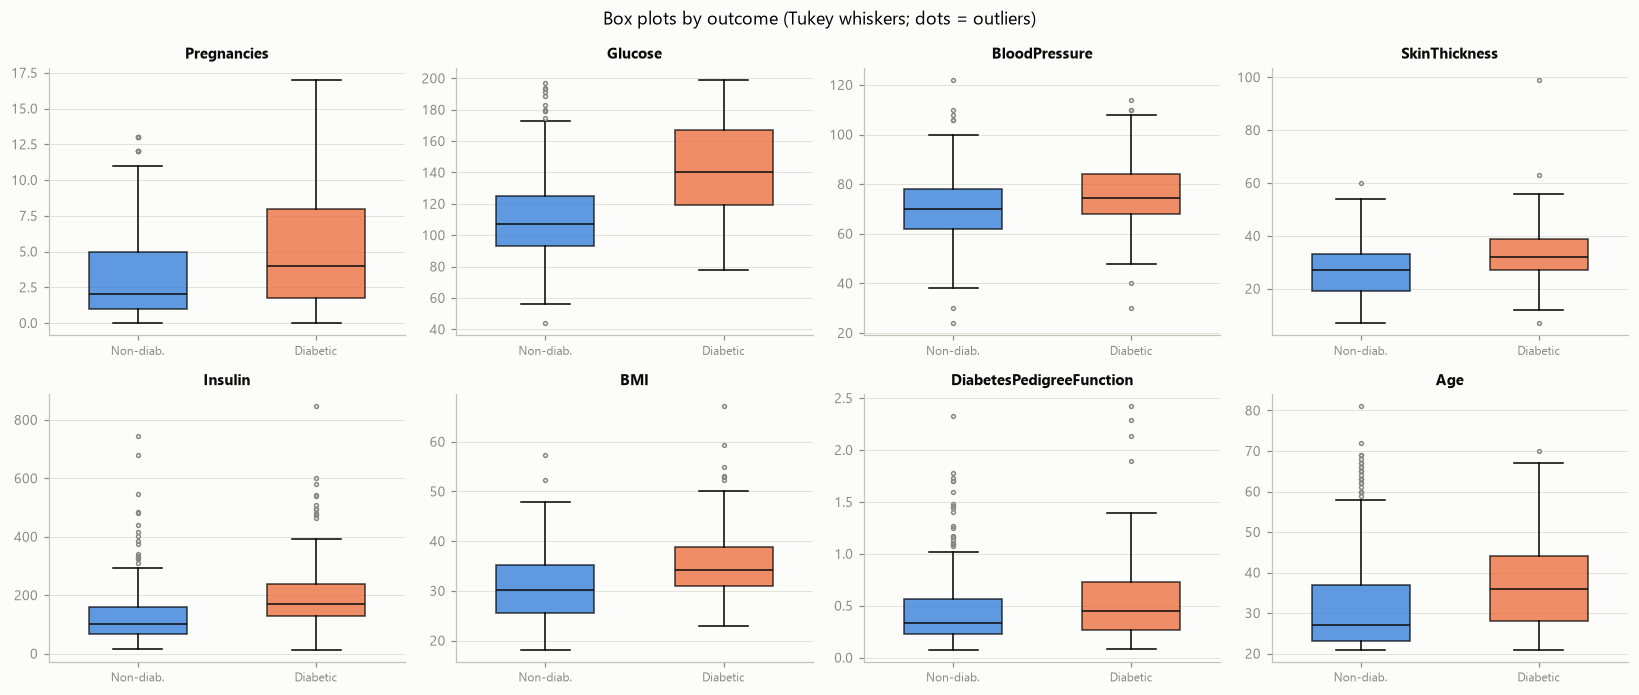 Box plots by outcome (Tukey whiskers; dots = outliers)
Pregnancies
17.5
15.0
12.5
10.0
7.5
5.0
2.5
0.0
Non-diab.
Diabetic
Glucose
200
180
160
140
120
100
80
60
40
Non-diab.
Diabetic
BloodPressure
120
100
80
60
40
20
Non-diab.
Diabetic
SkinThickness
100
80
60
40
20
Non-diab.
Diabetic
Insulin
800
600
400
200
0
Non-diab.
Diabetic
BMI
60
50
40
30
20
Non-diab.
Diabetic
DiabetesPedigreeFunction
2.5
2.0
1.5
1.0
0.5
0.0
Non-diab.
Diabetic
Age
80
70
60
50
40
30
20
Non-diab.
Diabetic